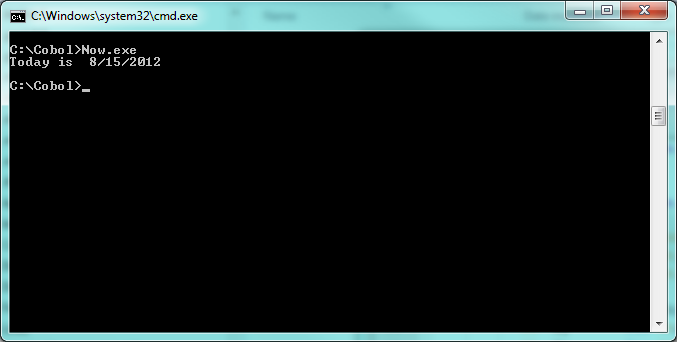 C:\Windows\system32\cmd.exe
C:\Cobol>Now.exe
Today is  8/15/2012
C:\Cobol>_